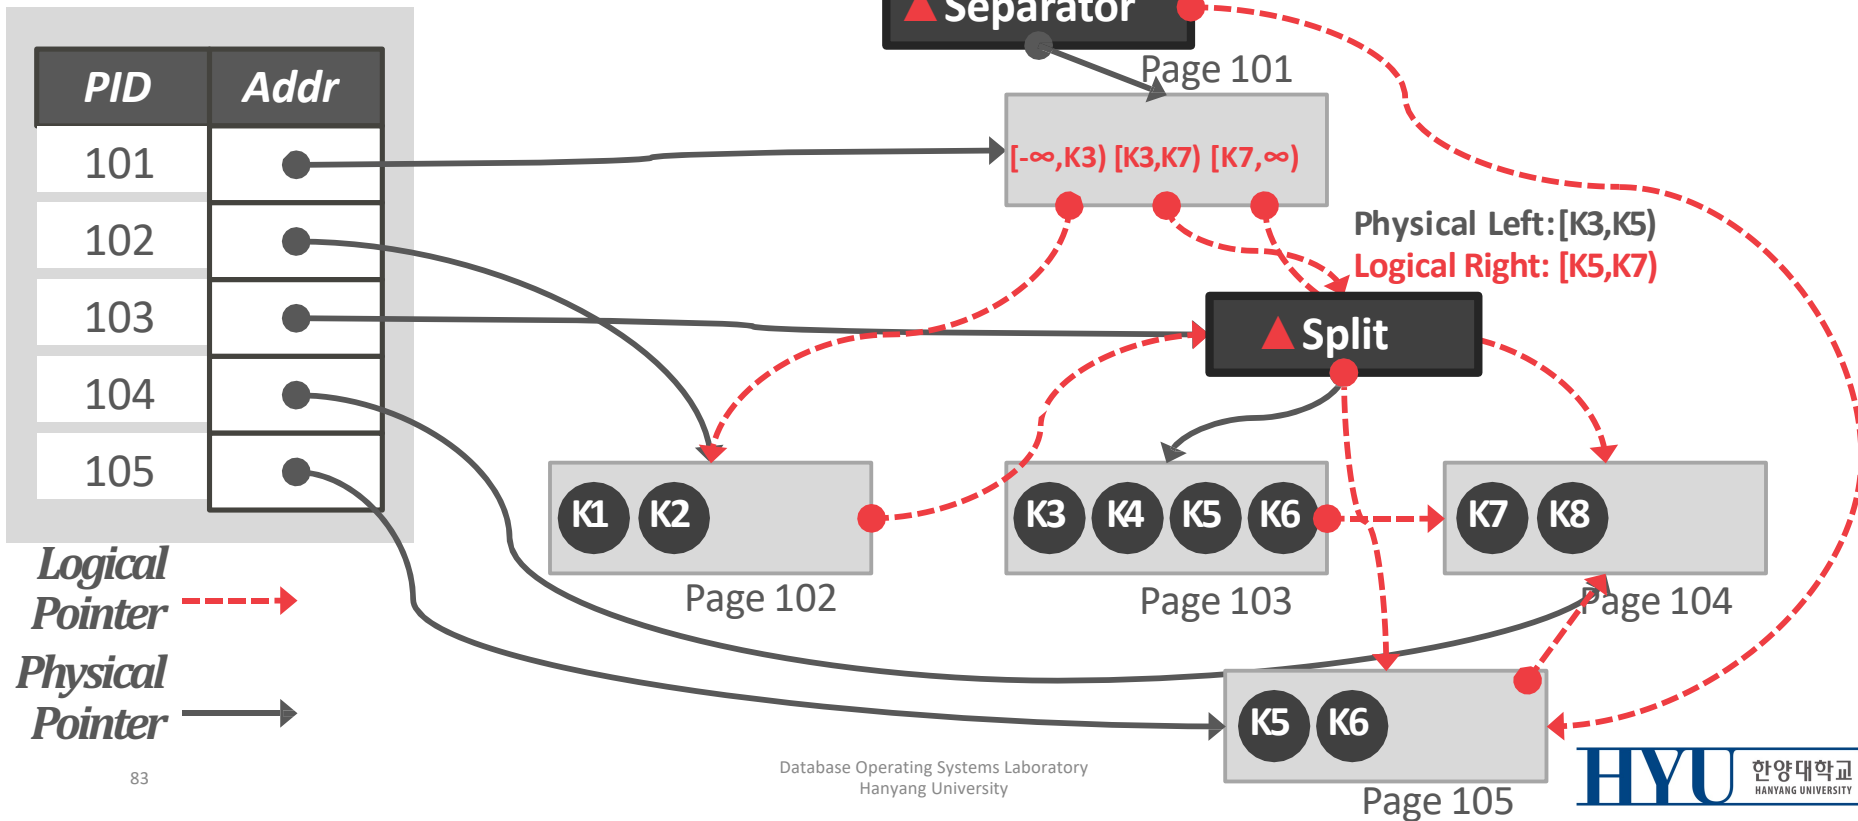 ▲ Separator
PID Addr
101
102
103
104
105
Page 101
[-∞,K3) [K3,K7) [K7,∞)
Physical Left: [K3,K5)
Logical Right: [K5,K7)
▲ Split
K1 K2
Page 102
K3 K4 K5 K6
Page 103
K7 K8
Page 104
K5 K6
Page 105
Logical
Pointer
Physical
Pointer
83
Database Operating Systems Laboratory
Hanyang University
HYU 한양대학교
HANYANG UNIVERSITY